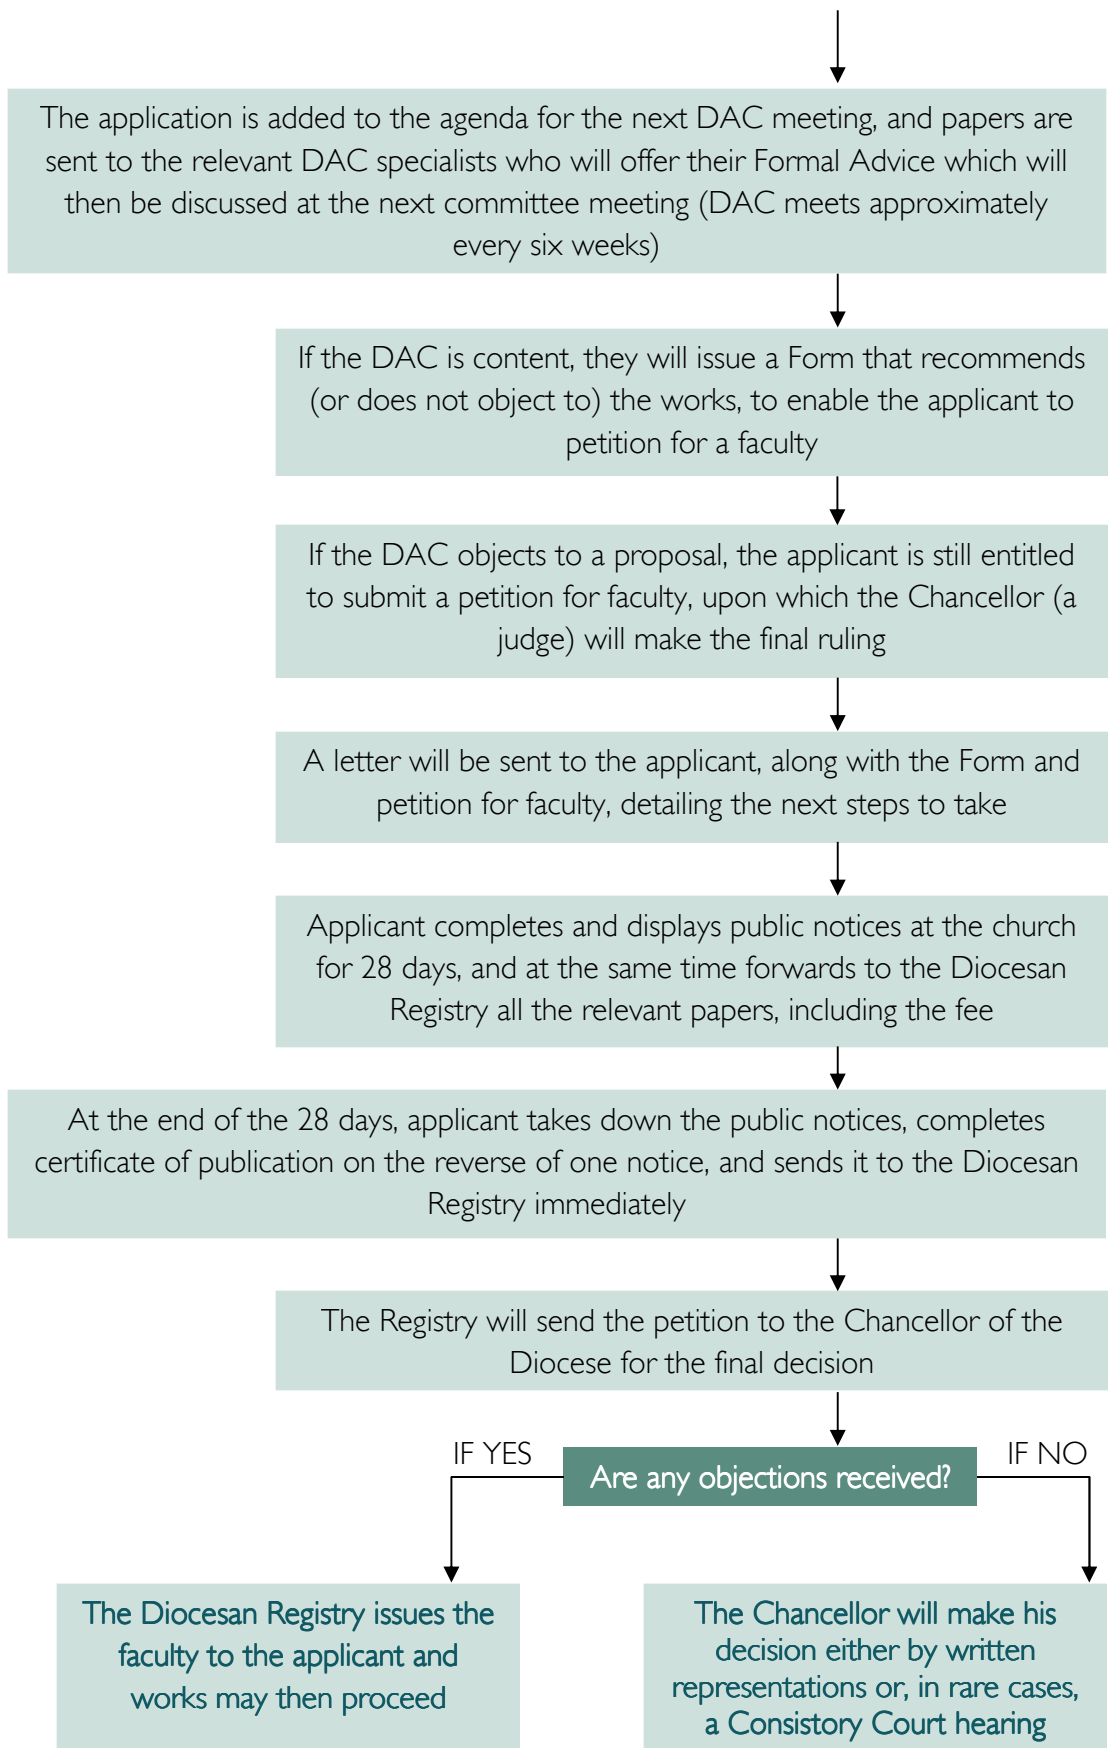 The application is added to the agenda for the next DAC meeting, and papers are
sent to the relevant DAC specialists who will offer their Formal Advice which will
then be discussed at the next committee meeting (DAC meets approximately
every six weeks)
If the DAC is content, they will issue a Form that recommends
(or does not object to) the works, to enable the applicant to
petition for a faculty
If the DAC objects to a proposal, the applicant is still entitled
to submit a petition for faculty, upon which the Chancellor (a
judge) will make the final ruling
A letter will be sent to the applicant, along with the Form and
petition for faculty, detailing the next steps to take
Applicant completes and displays public notices at the church
for 28 days, and at the same time forwards to the Diocesan
Registry all the relevant papers, including the fee
At the end of the 28 days, applicant takes down the public notices, completes
certificate of publication on the reverse of one notice, and sends it to the Diocesan
Registry immediately
The Registry will send the petition to the Chancellor of the
Diocese for the final decision
IF YES
Are any objections received?
IF NO
The Diocesan Registry issues the
faculty to the applicant and
works may then proceed
The Chancellor will make his
decision either by written
representations or, in rare cases,
a Consistory Court hearing